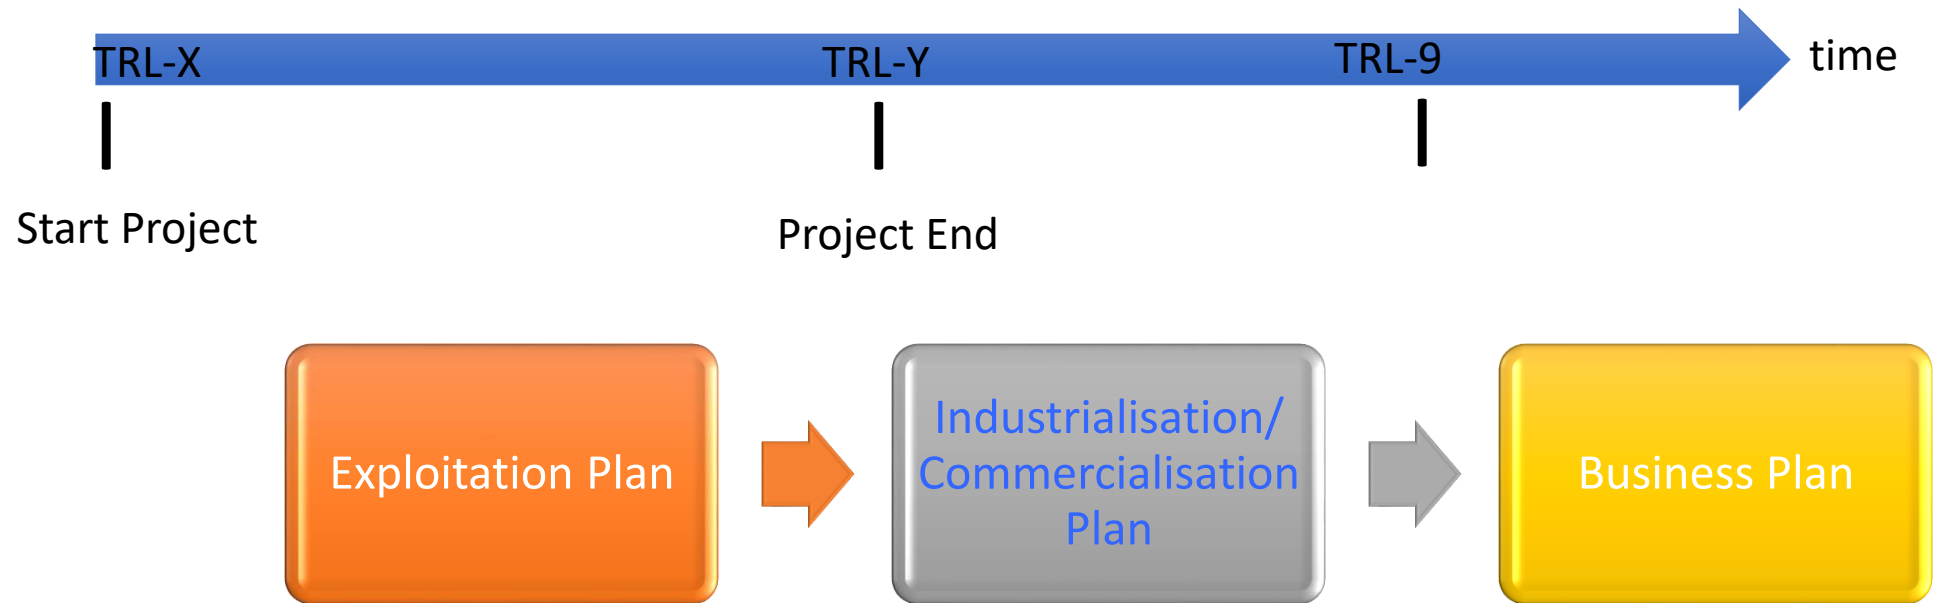 TRL-X
TRL-Y
TRL-9
time
Start Project
Project End
Exploitation Plan
Industrialisation/
Commercialisation
Plan
Business Plan